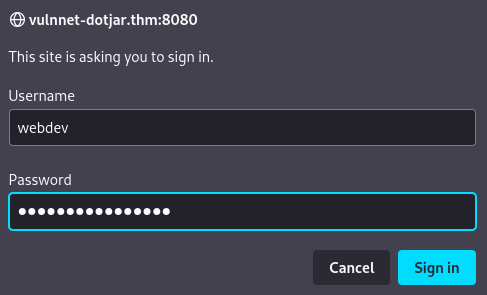 vulnnet-dotjar.thm:8080
This site is asking you to sign in.
Username
webdev
Password
●●●●●●●●●●●●●●●●
Cancel Sign in